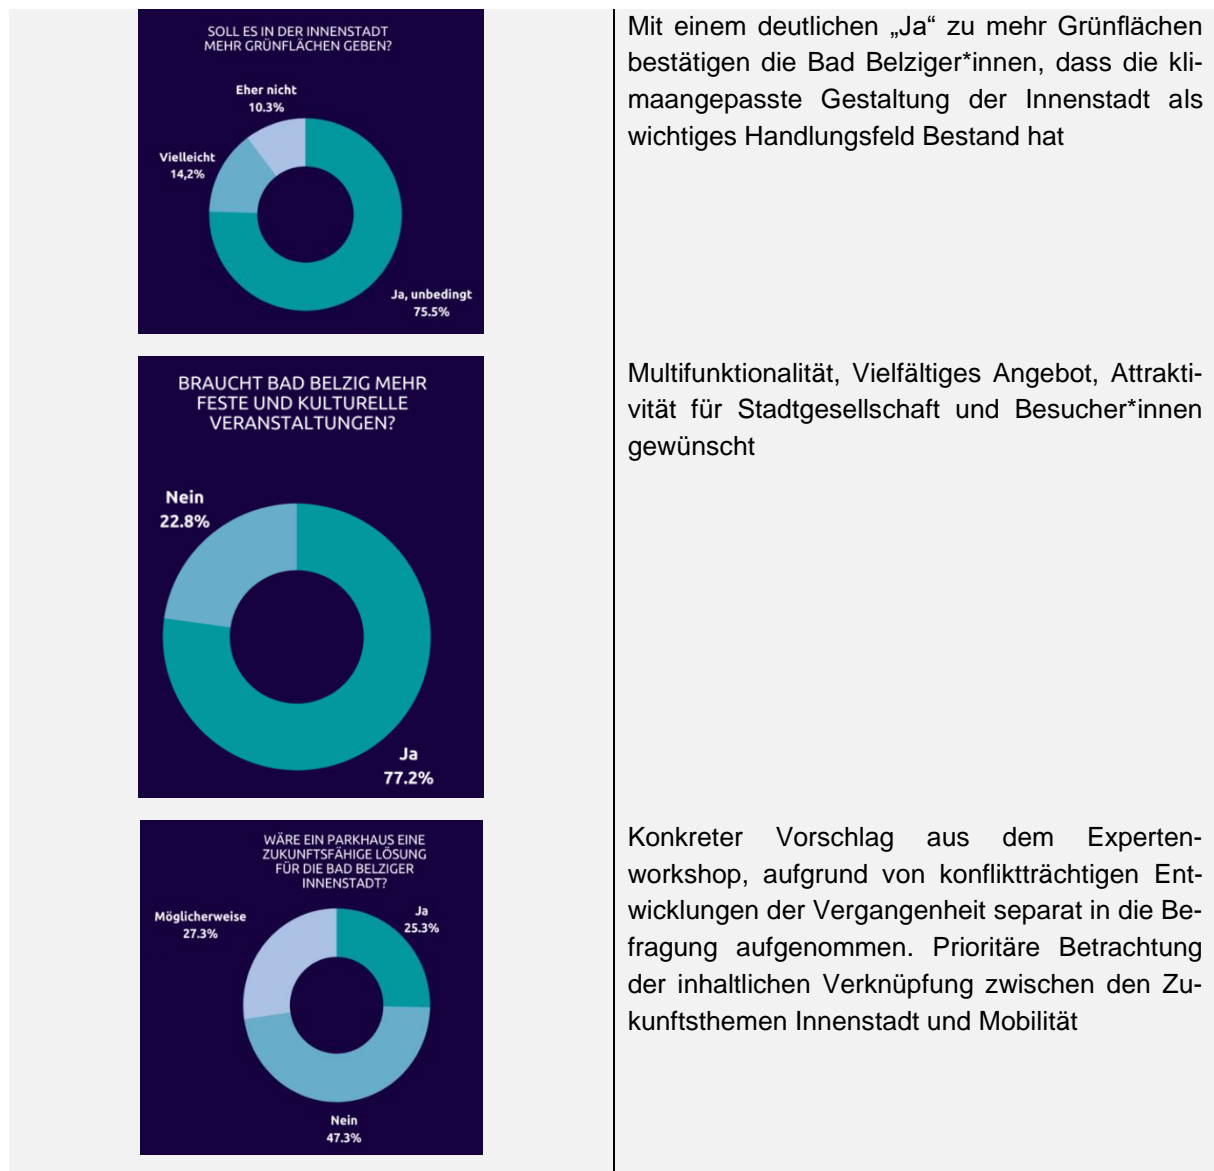 SOLL ES IN DER INNENSTADT
MEHR GRÜNFLÄCHEN GEBEN?
Eher nicht
10.3%
Vielleicht
14,2%
Ja, unbedingt
75.5%
Mit einem deutlichen „Ja“ zu mehr Grünflächen
bestätigen die Bad Belziger*innen, dass die kli-
maangepasste Gestaltung der Innenstadt als
wichtiges Handlungsfeld Bestand hat
BRAUCHT BAD BELZIG MEHR
FESTE UND KULTURELLE
VERANSTALTUNGEN?
Nein
22.8%
Ja
77.2%
Multifunktionalität, Vielfältiges Angebot, Attrakti-
vität für Stadtgesellschaft und Besucher*innen
gewünscht
WÄRE EIN PARKHAUS EINE
ZUKUNFTSFÄHIGE LÖSUNG
FÜR DIE BAD BELZIGER
INNENSTADT?
Möglicherweise
27.3%
Ja
25.3%
Nein
47.3%
Konkreter Vorschlag aus dem Experten-
workshop, aufgrund von konfliktträchtigen Ent-
wicklungen der Vergangenheit separat in die Be-
fragung aufgenommen. Prioritäre Betrachtung
der inhaltlichen Verknüpfung zwischen den Zu-
kunftsthemen Innenstadt und Mobilität